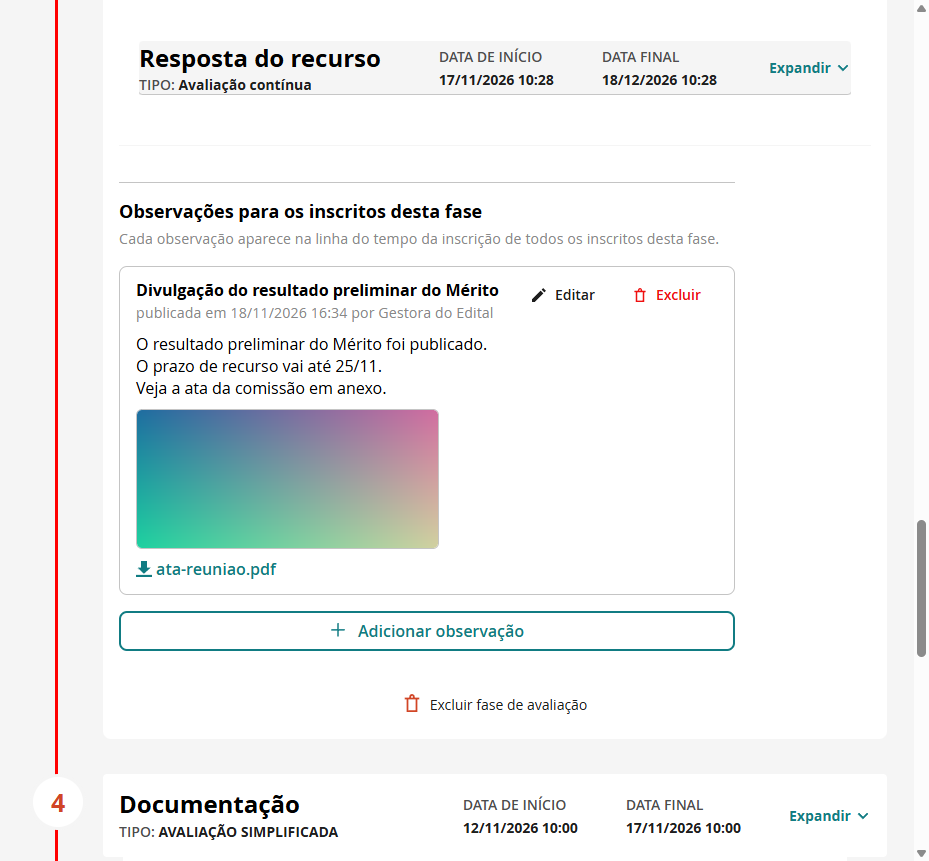 Resposta do recurso
TIPO: Avaliação contínua
DATA DE INÍCIO
17/11/2026 10:28
DATA FINAL
18/12/2026 10:28
Expandir
Observações para os inscritos desta fase
Cada observação aparece na linha do tempo da inscrição de todos os inscritos desta fase.
Divulgação do resultado preliminar do Mérito
publicada em 18/11/2026 16:34 por Gestora do Edital
Editar
Excluir
O resultado preliminar do Mérito foi publicado.
O prazo de recurso vai até 25/11.
Veja a ata da comissão em anexo.
ata-reuniao.pdf
Adicionar observação
Excluir fase de avaliação
4
Documentação
TIPO: AVALIAÇÃO SIMPLIFICADA
DATA DE INÍCIO
12/11/2026 10:00
DATA FINAL
17/11/2026 10:00
Expandir